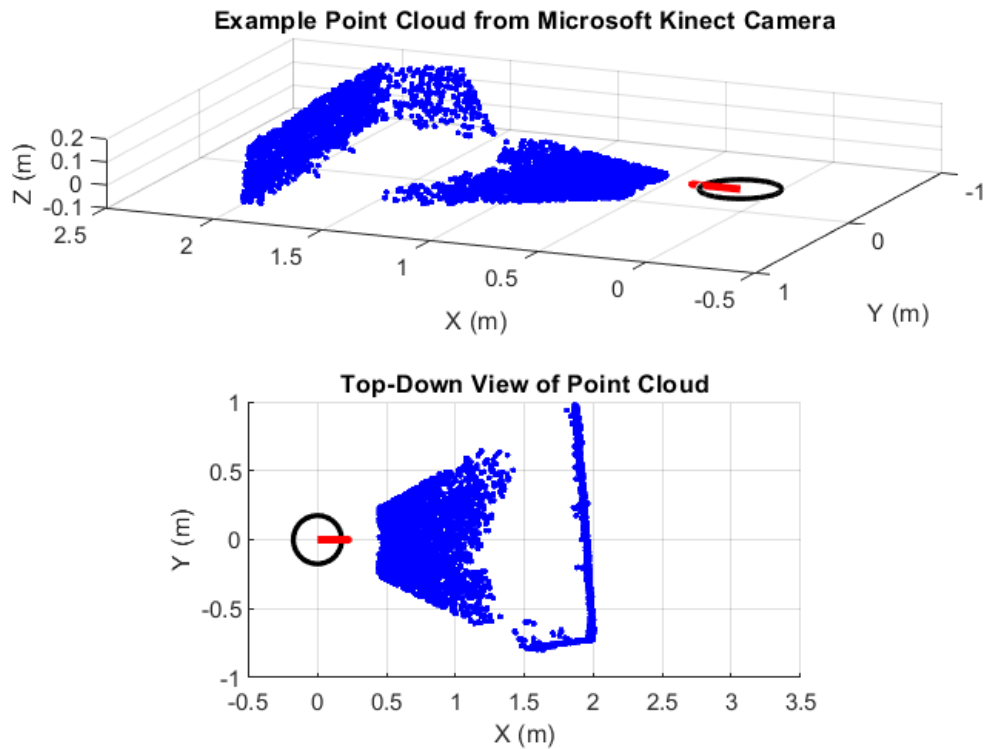 Example Point Cloud from Microsoft Kinect Camera
0.2
0.1
0
-0.1
Z (m)
2.5
2
1.5
1
0.5
0
-0.5
X (m)
1
0
-1
Y (m)
Top-Down View of Point Cloud
1
0.5
0
-0.5
-1
Y (m)
-0.5 0 0.5 1 1.5 2 2.5 3 3.5
X (m)